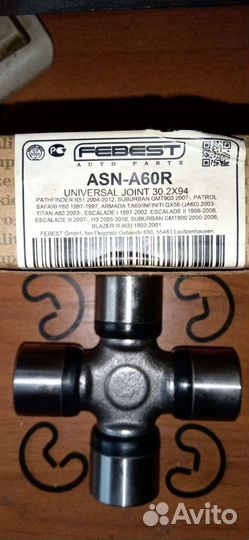 FEBEST
AUTO PARTS
ASN-A60R
UNIVERSAL JOINT 30.2X94
PATHFINDER R51 2004-2012, SUBURBAN GMT900 2007-, PATROL
SAFARI Y60 1987-1997, ARMADA TA60/INFINITI QX56 (JA60) 2003-
TITAN A60 2003-, ESCALADE I 1997-2002, ESCALADE II 1999-2006,
ESCALADE III 2007-, H3 2005-2010, SUBURBAN GMT800 2000-2006,
BLAZER III (K5) 1992-2001
FEBEST GmbH, Am Flugplatz Gebäude 660, 55483 Lautzenhausen
Avito